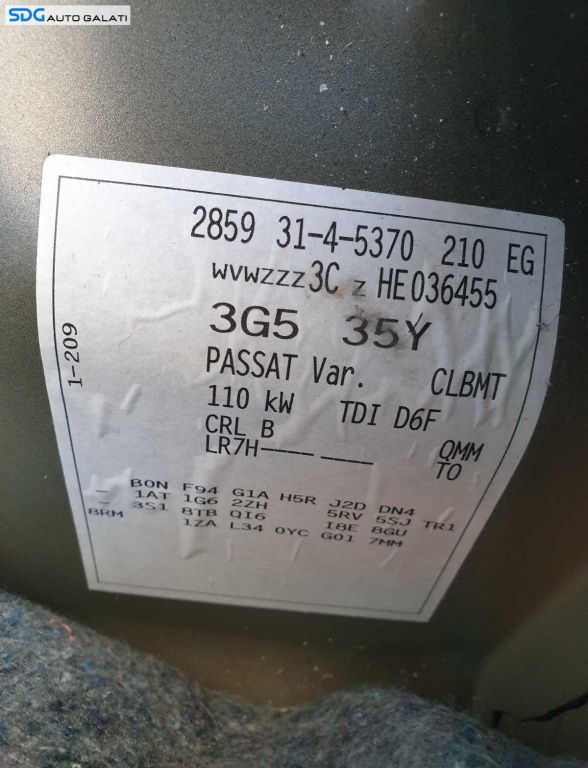 SDG AUTO GALATI
2859 31-4-5370 210 EG
WVWZZZ3C Z HE036455
3G5 35Y
PASSAT Var. CLBMT
110 kW TDI D6F
CRL B
LR7H———— ———— QMM
TO
1-209
— B0N F94 G1A H5R J2D DN4
— 1AT 1G6 2ZH 5RV 5SJ TR1
8RM 3S1 8TB QI6 I8E 8GU
1ZA L34 0YC G01 7MM